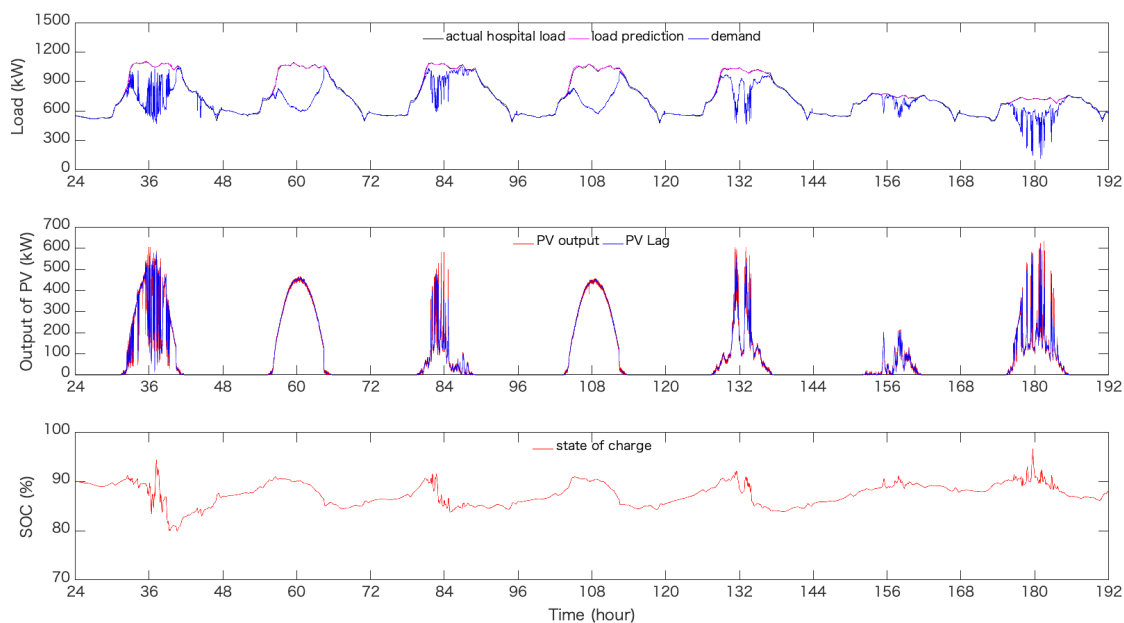 1500
1200
900
600
300
0
Load (kW)
actual hospital load load prediction demand
24 36 48 60 72 84 96 108 120 132 144 156 168 180 192
700
600
500
400
300
200
100
0
Output of PV (kW)
PV output PV Lag
24 36 48 60 72 84 96 108 120 132 144 156 168 180 192
100
90
80
70
SOC (%)
state of charge
24 36 48 60 72 84 96 108 120 132 144 156 168 180 192
Time (hour)